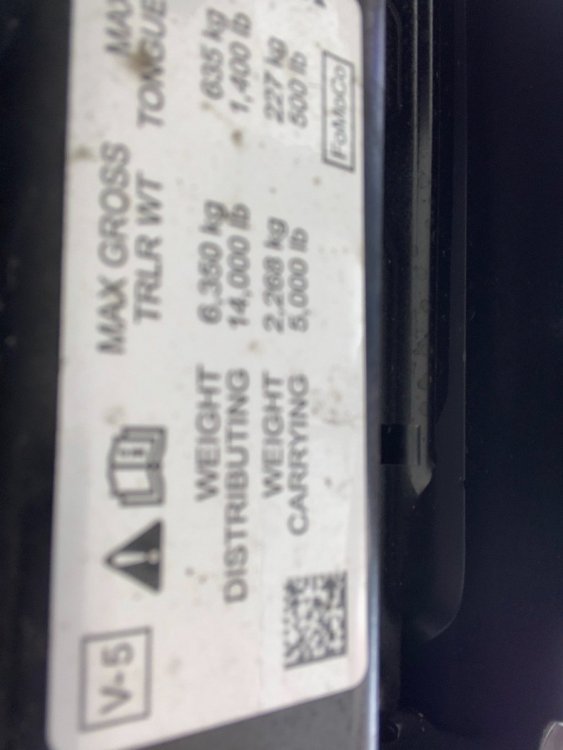 V-5
MAX GROSS
TRLR WT
MAX
TONGUE
WEIGHT
DISTRIBUTING
6,350 kg
14,000 lb
635 kg
1,400 lb
WEIGHT
CARRYING
2,268 kg
5,000 lb
227 kg
500 lb
FoMoCo